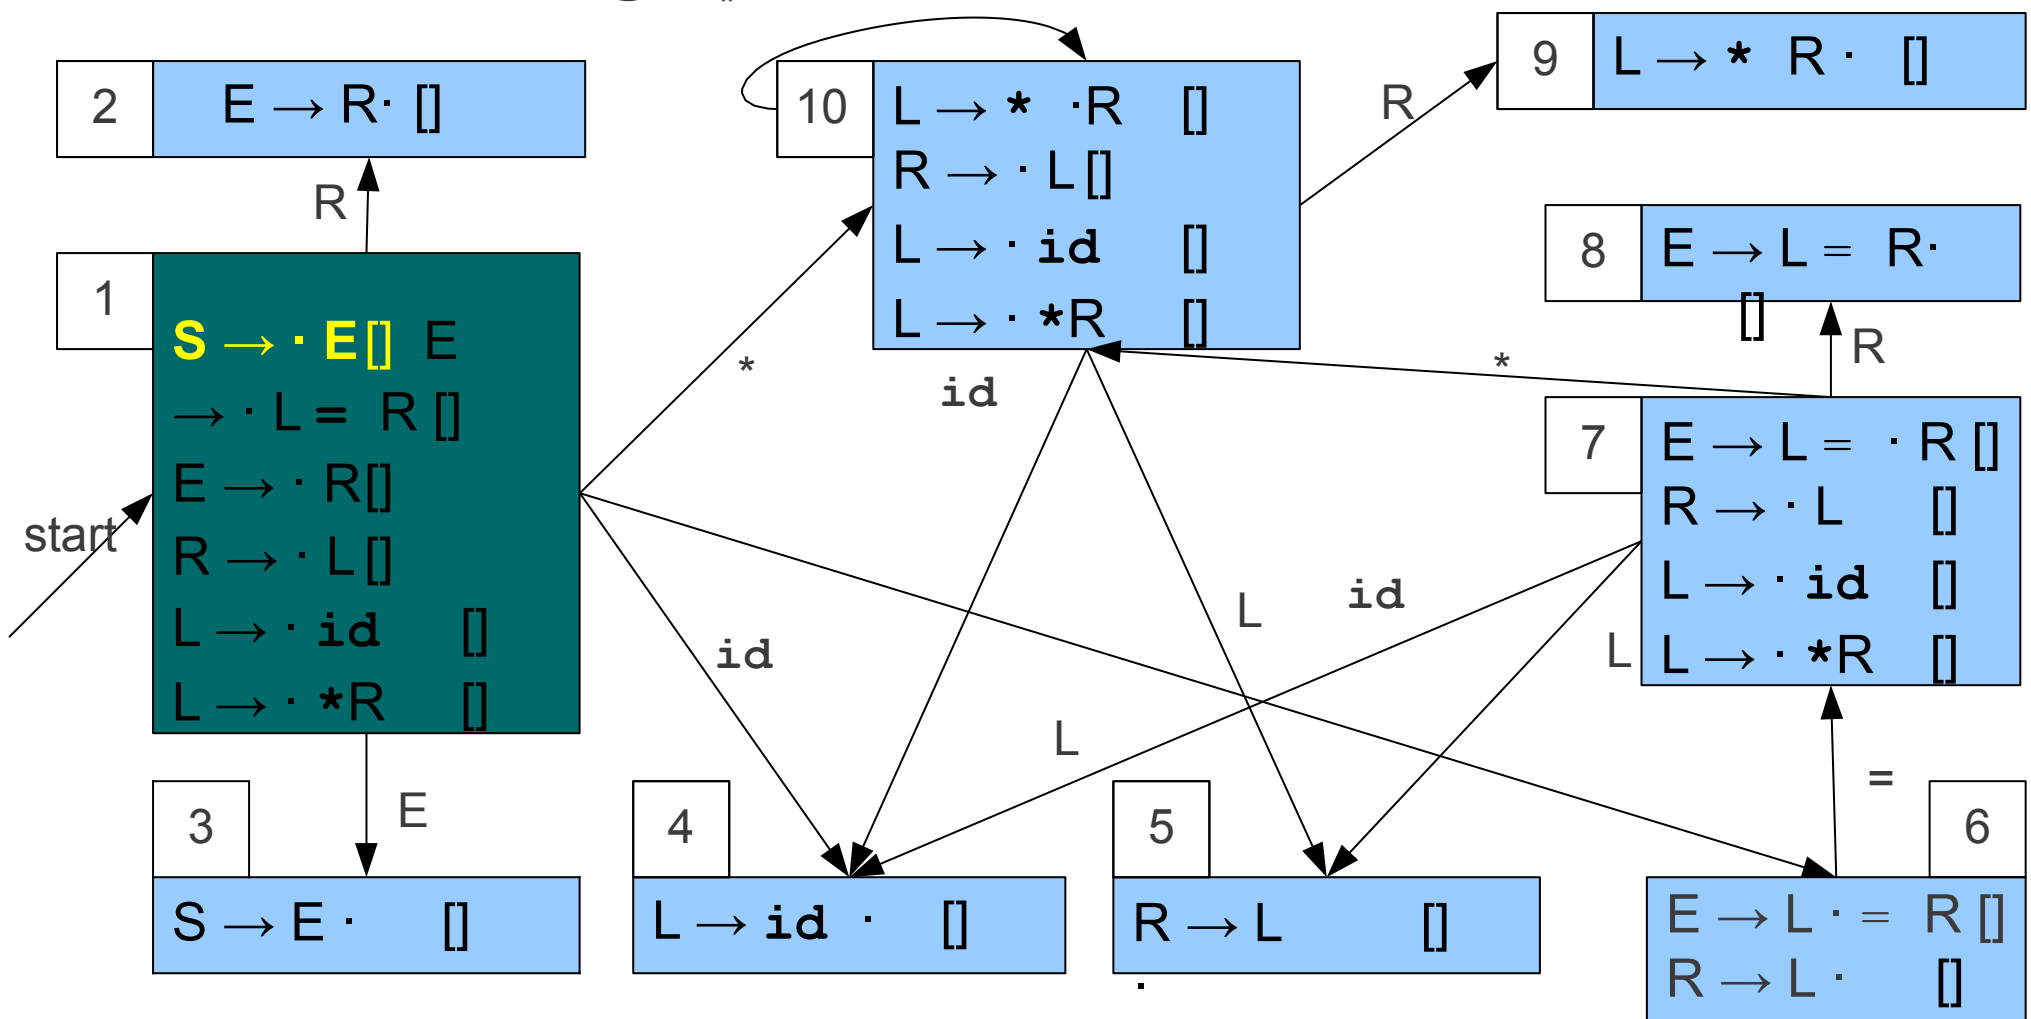 2
E → R· []
R
1
S → · E[] E
→ · L = R []
E → · R[]
R → · L[]
L → · id []
L → · *R []
start
E
3
S → E · []
10
L → * ·R []
R → · L[]
L → · id []
L → · *R []
R
9
L → * R · []
8
E → L = R·
[]
R
*
*
id
7
E → L = · R []
R → · L []
L → · id []
L → · *R []
id
id
L
L
L
=
4
L → id · []
5
R → L []
·
6
E → L · = R []
R → L · []